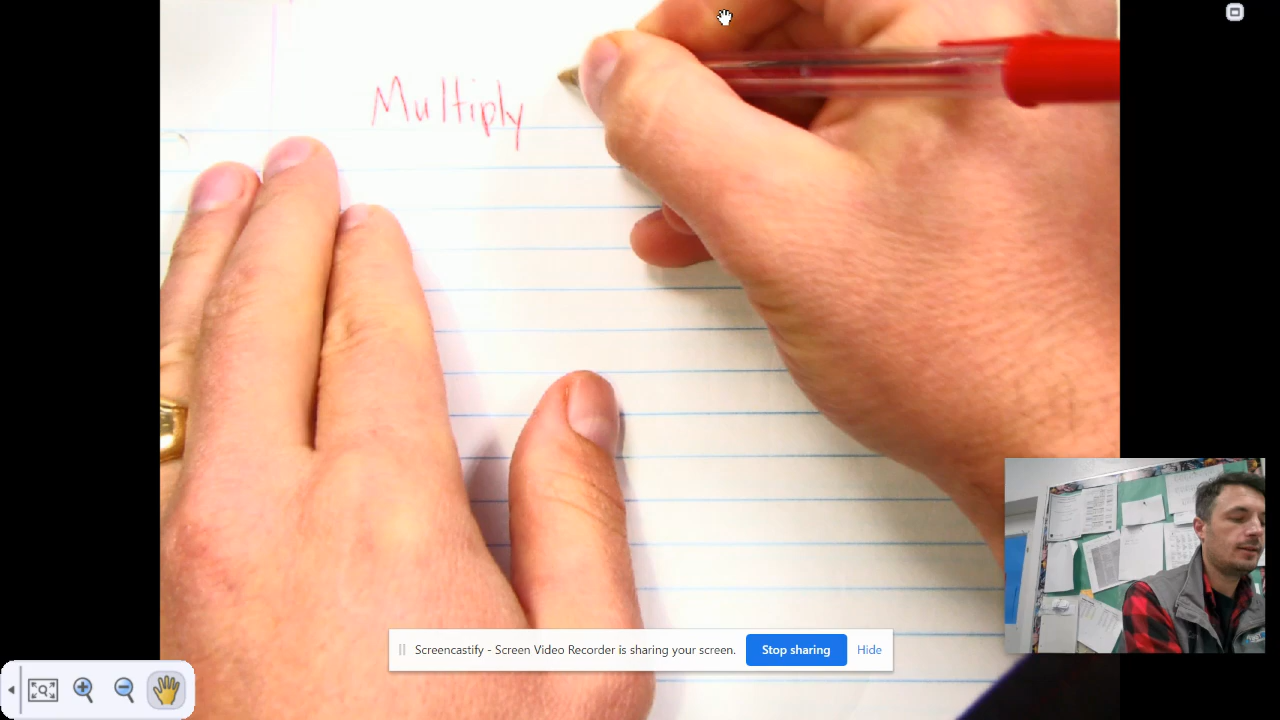 Multiply
Screencastify - Screen Video Recorder is sharing your screen.
Stop sharing
Hide